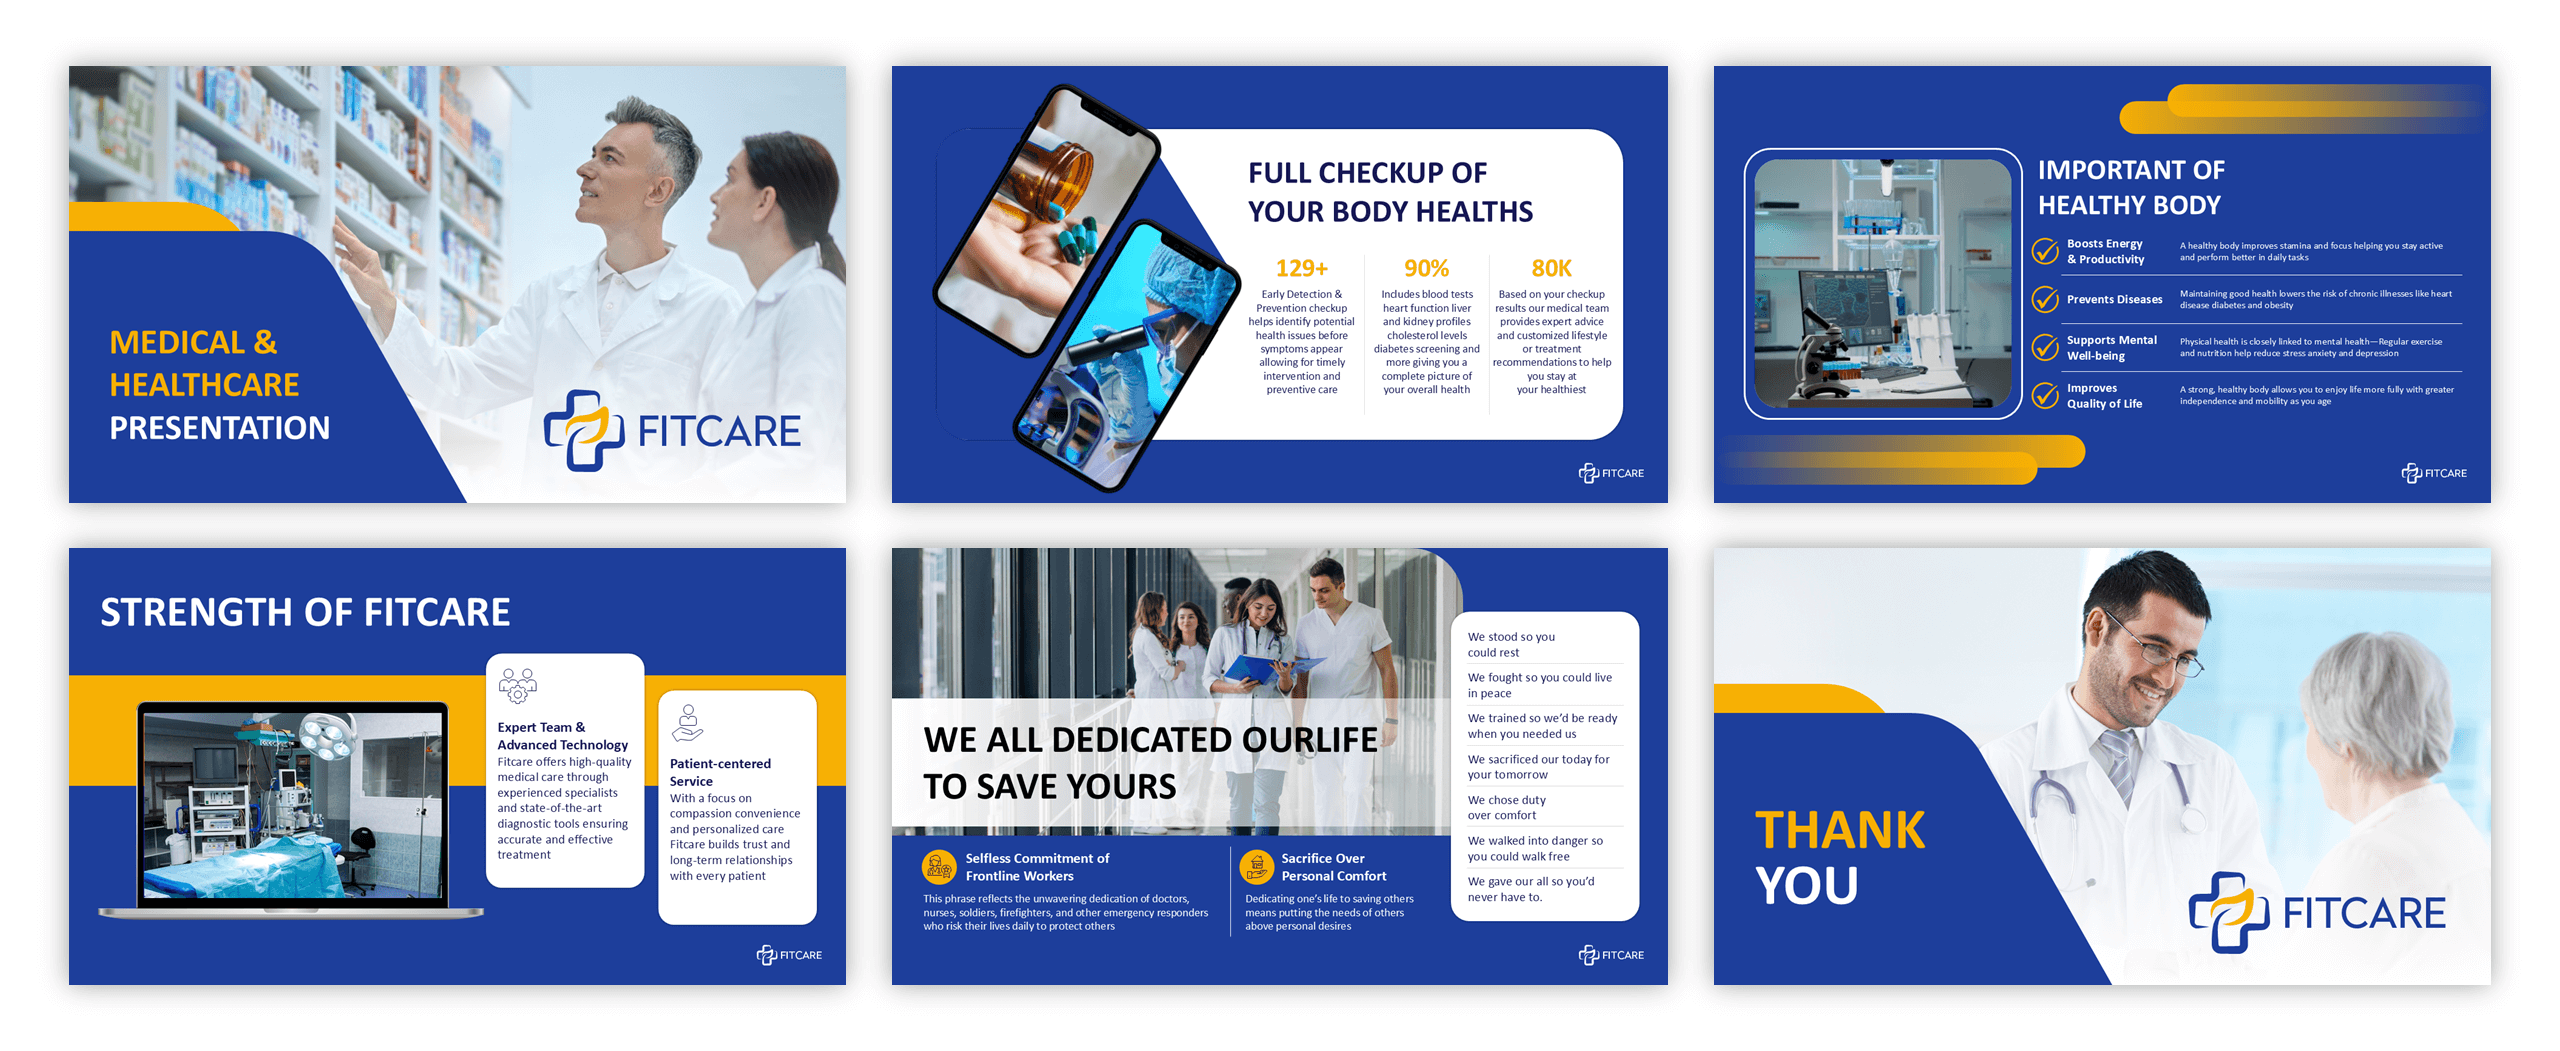 MEDICAL &
HEALTHCARE
PRESENTATION
FITCARE
FULL CHECKUP OF
YOUR BODY HEALTHS
129+
Early Detection &
Prevention checkup
helps identify potential
health issues before
symptoms appear
allowing for timely
intervention and
preventive care
90%
Includes blood tests
heart function liver
and kidney profiles
cholesterol levels
diabetes screening and
more giving you a
complete picture of
your overall health
80K
Based on your checkup
results our medical team
provides expert advice
and customized lifestyle
or treatment
recommendations to help
you stay at
your healthiest
FITCARE
IMPORTANT OF
HEALTHY BODY
Boosts Energy
& Productivity
A healthy body improves stamina and focus helping you stay active
and perform better in daily tasks
Prevents Diseases
Maintaining good health lowers the risk of chronic illnesses like heart
disease diabetes and obesity
Supports Mental
Well-being
Physical health is closely linked to mental health—Regular exercise
and nutrition help reduce stress anxiety and depression
Improves
Quality of Life
A strong, healthy body allows you to enjoy life more fully with greater
independence and mobility as you age
FITCARE
STRENGTH OF FITCARE
Expert Team &
Advanced Technology
Fitcare offers high-quality
medical care through
experienced specialists
and state-of-the-art
diagnostic tools ensuring
accurate and effective
treatment
Patient-centered
Service
With a focus on
compassion convenience
and personalized care
Fitcare builds trust and
long-term relationships
with every patient
FITCARE
WE ALL DEDICATED OURLIFE
TO SAVE YOURS
Selfless Commitment of
Frontline Workers
This phrase reflects the unwavering dedication of doctors,
nurses, soldiers, firefighters, and other emergency responders
who risk their lives daily to protect others
Sacrifice Over
Personal Comfort
Dedicating one's life to saving others
means putting the needs of others
above personal desires
We stood so you
could rest
We fought so you could live
in peace
We trained so we'd be ready
when you needed us
We sacrificed our today for
your tomorrow
We chose duty
over comfort
We walked into danger so
you could walk free
We gave our all so you'd
never have to.
FITCARE
THANK
YOU
FITCARE